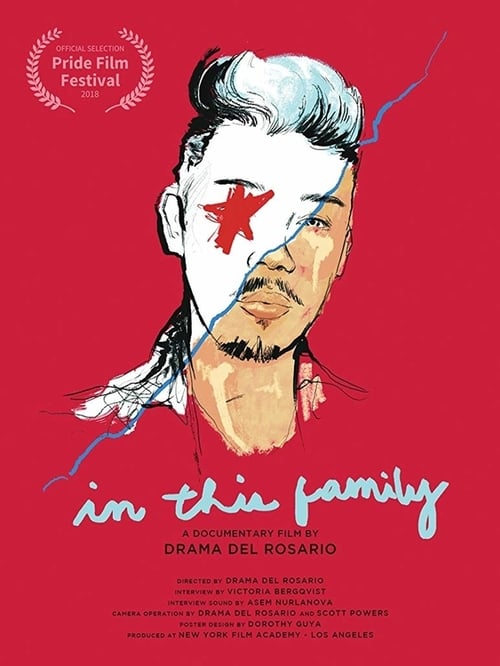 OFFICIAL SELECTION
Pride Film
Festival
2018
in this family
A DOCUMENTARY FILM BY
DRAMA DEL ROSARIO
DIRECTED BY DRAMA DEL ROSARIO
INTERVIEW BY VICTORIA BERGQVIST
INTERVIEW SOUND BY ASEM NURLANOVA
CAMERA OPERATION BY DRAMA DEL ROSARIO AND SCOTT POWERS
POSTER DESIGN BY DOROTHY GUYA
PRODUCED AT NEW YORK FILM ACADEMY - LOS ANGELES